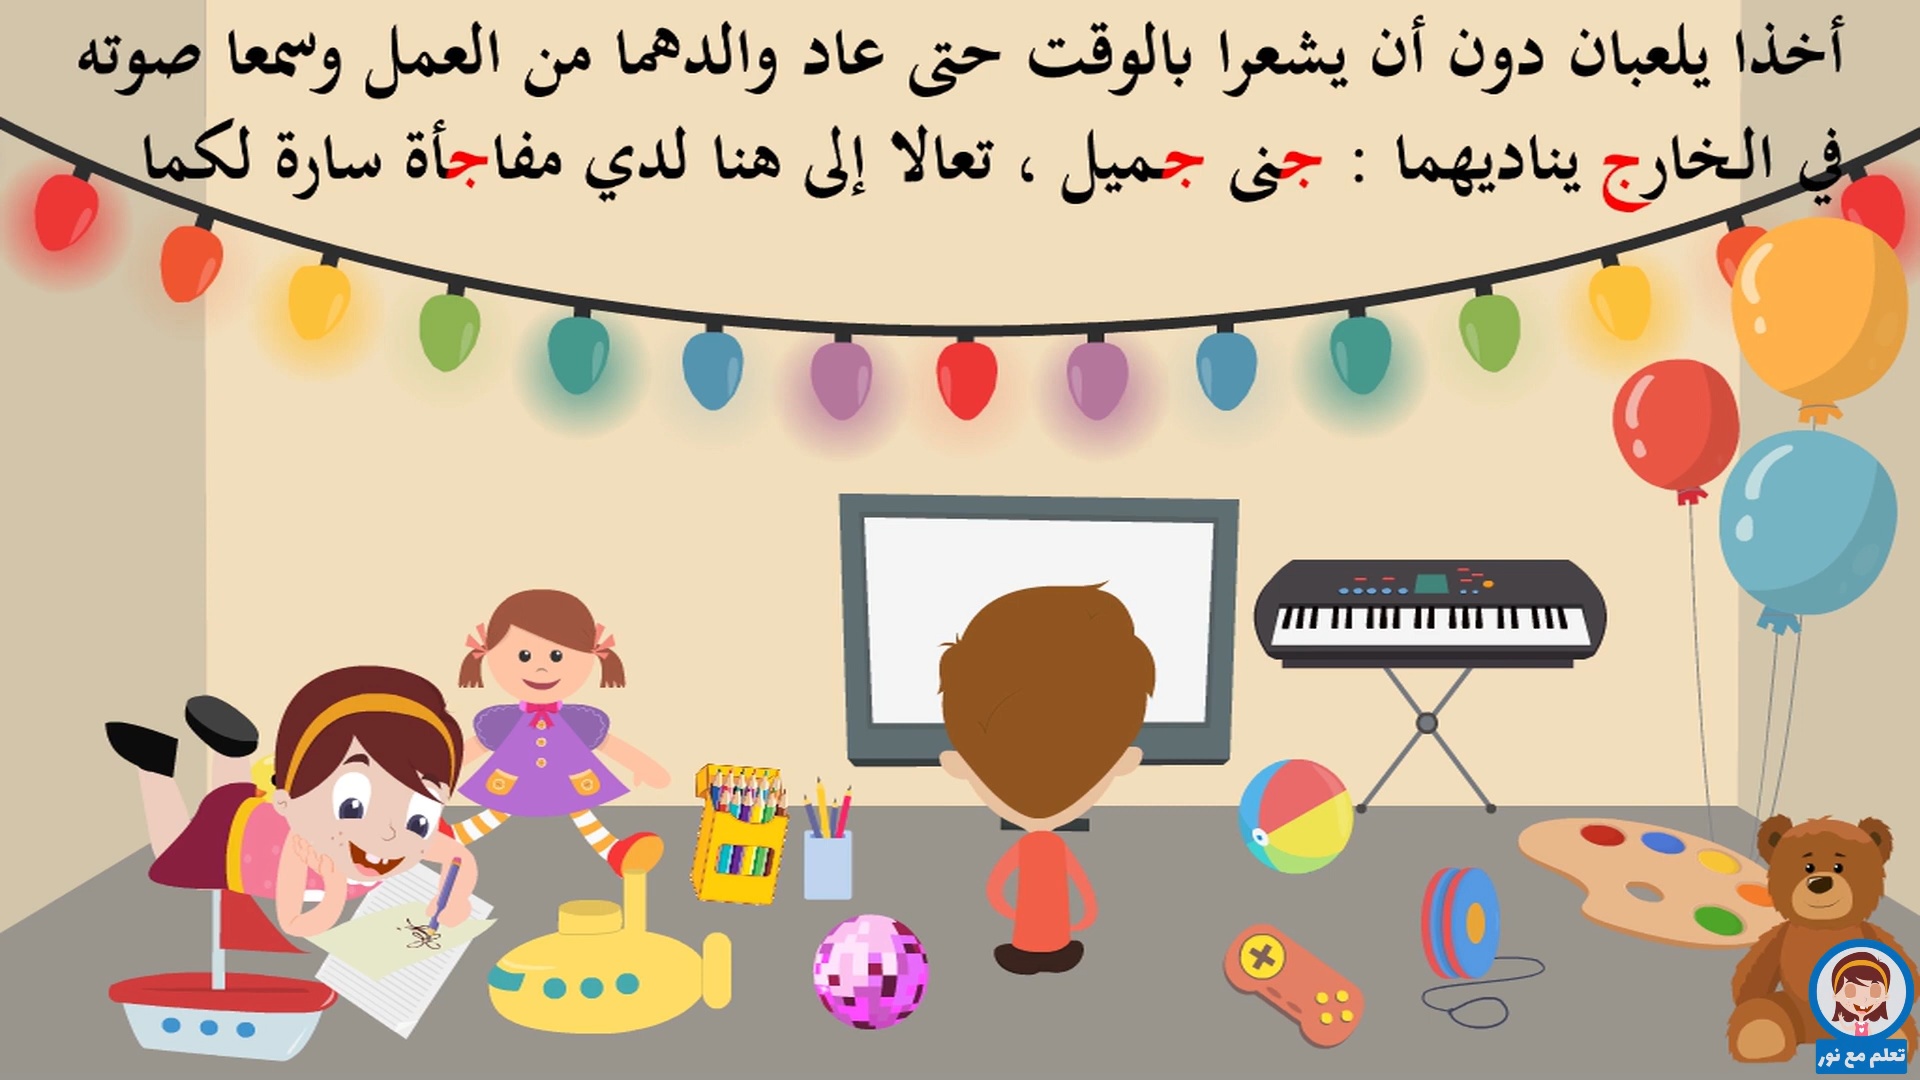 أخذا يلعبان دون أن يشعرا بالوقت حتى عاد والدهما من العمل وسمعا صوته
في الخارج يناديهما : جنى جميل ، تعالا إلى هنا لدي مفاجأة سارة لكما
تعلم مع نور